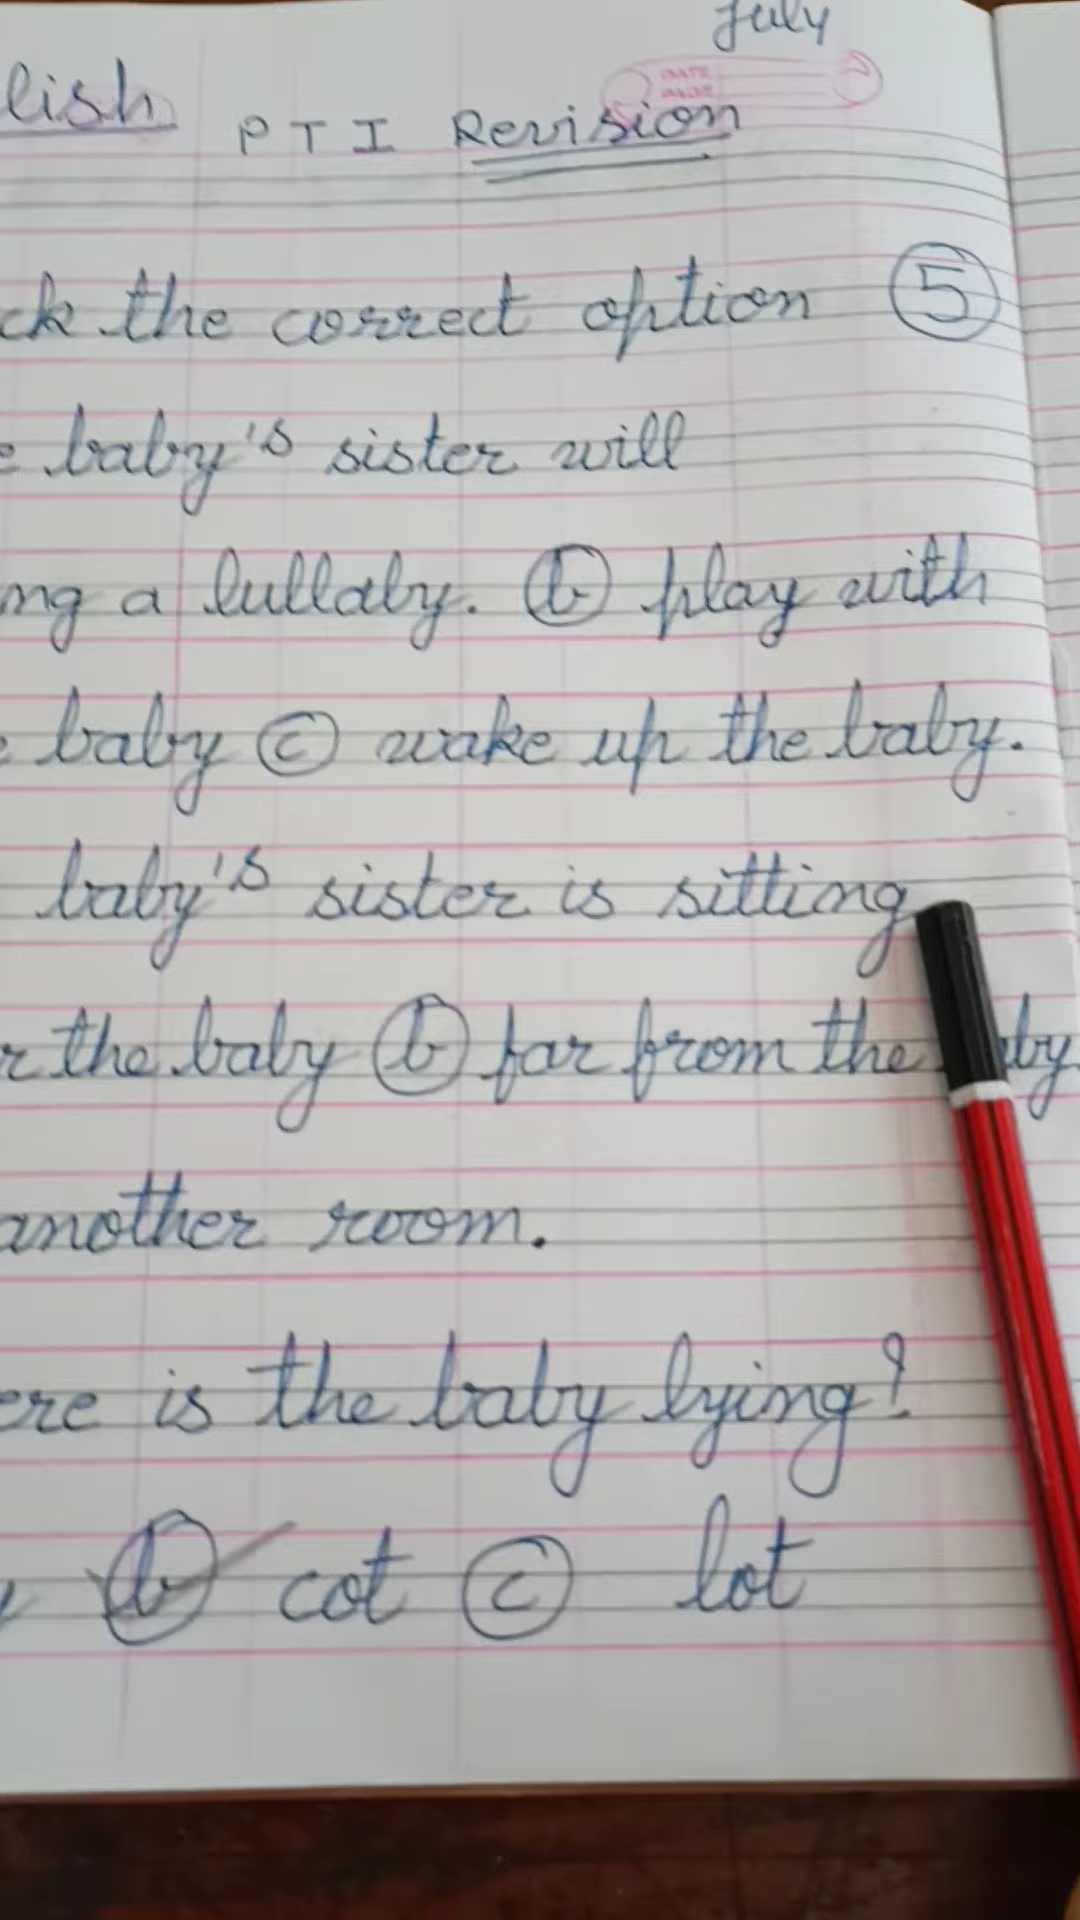 July
lish PTI Revision
ck the correct option 5
e baby's sister will
ng a lullaby. b play with
e baby c wake up the baby.
baby's sister is sitting
r the baby b far from the by
another room.
ere is the baby lying?
b cot c lot